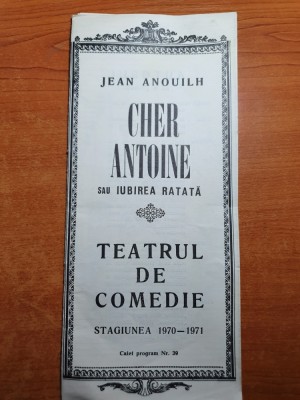 JEAN ANOUILH
CHER
ANTOINE
SAU IUBIREA RATATĂ
TEATRUL
DE
COMEDIE
STAGIUNEA 1970—1971
Caiet program Nr. 39